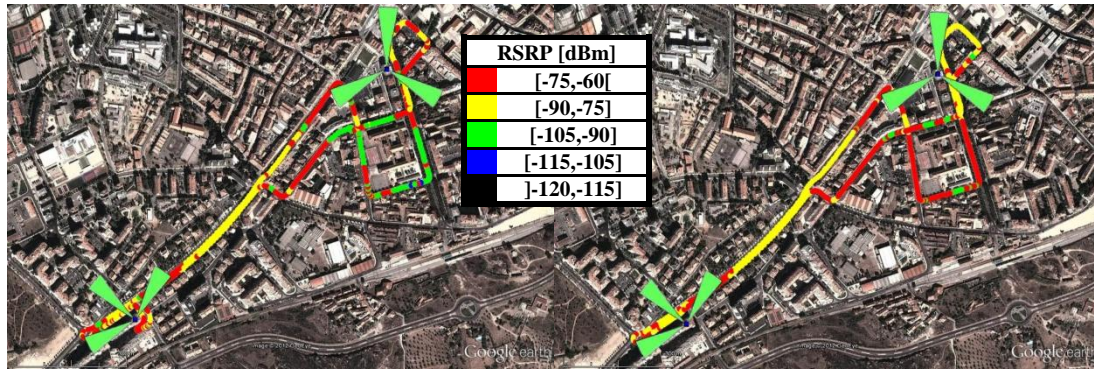 RSRP [dBm]
[-75,-60[
[-90,-75]
[-105,-90]
[-115,-105]
]-120,-115]
Google earth
Google earth